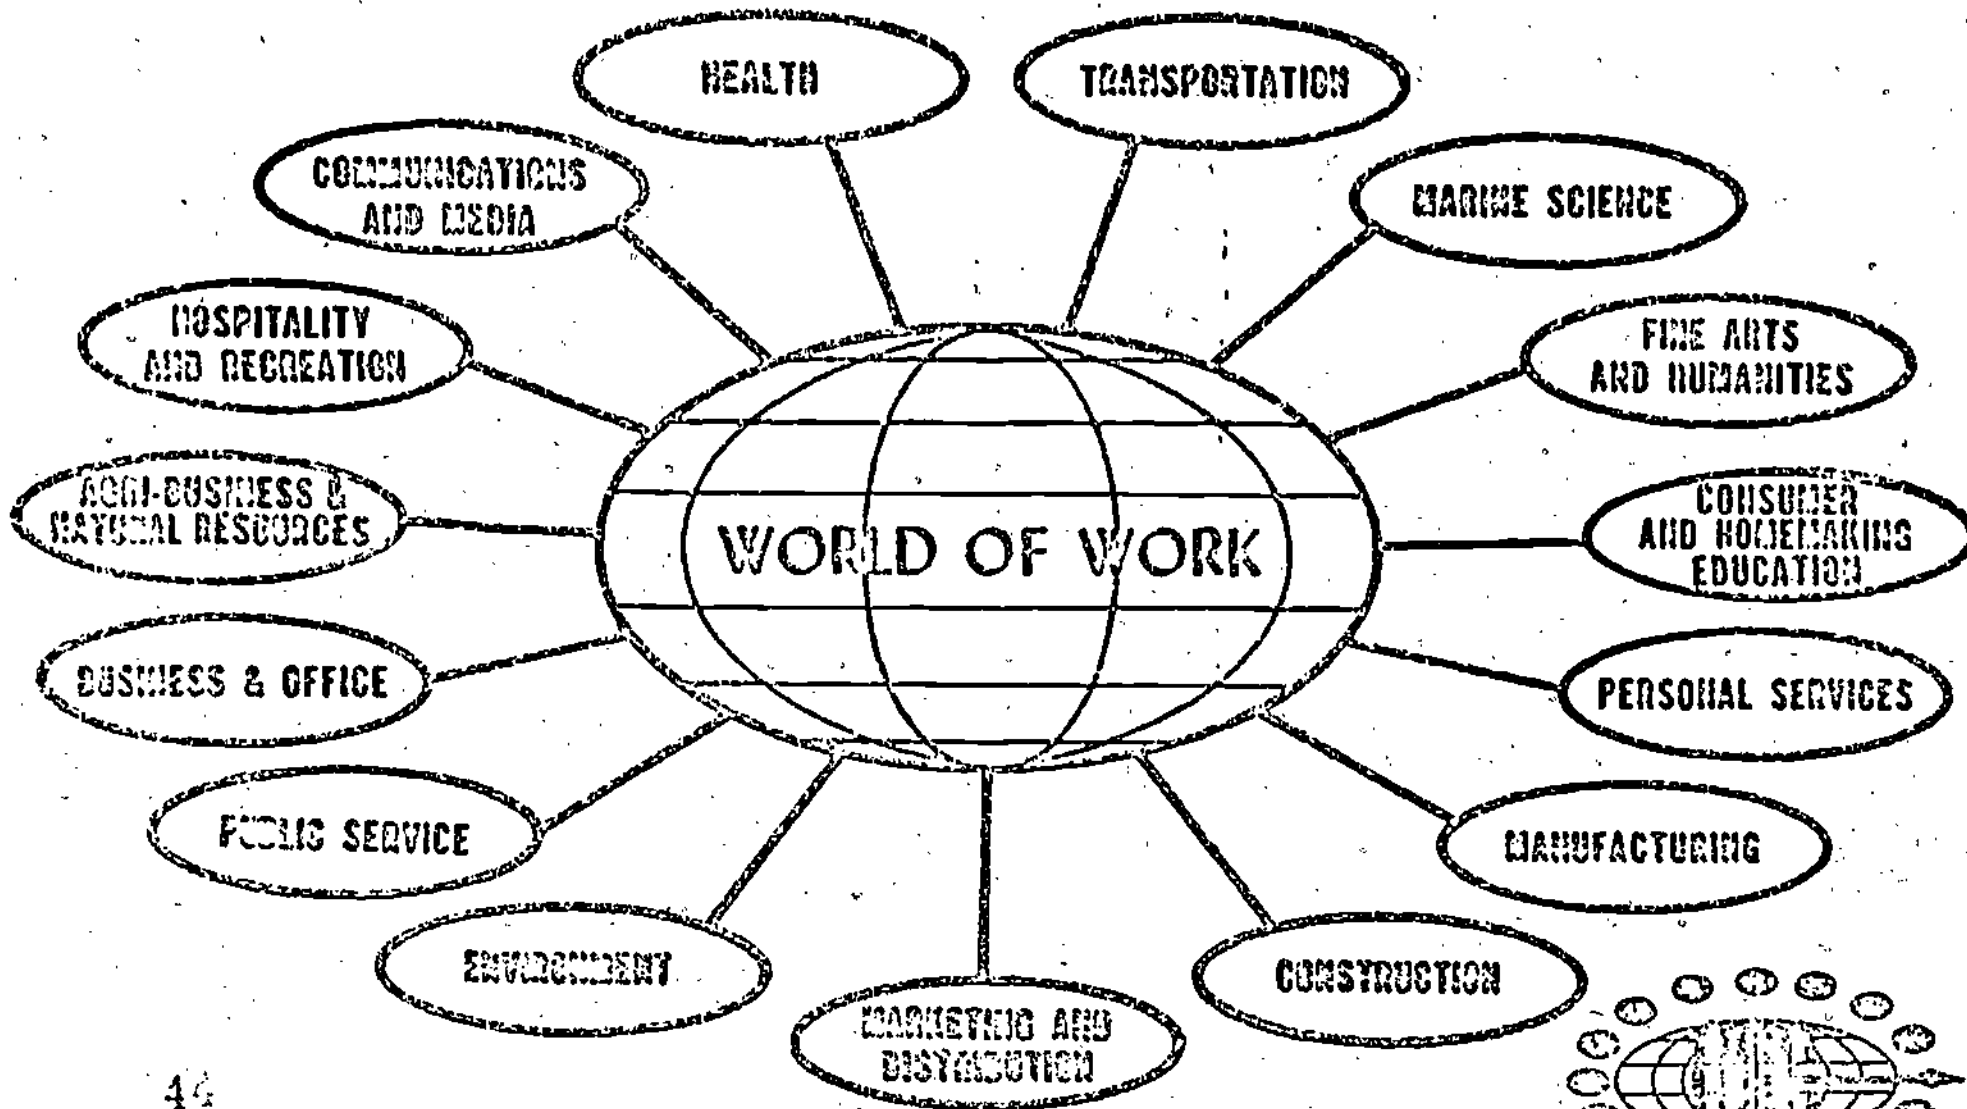 HEALTH
TRANSPORTATION
COMMUNICATIONS
AND MEDIA
MARINE SCIENCE
HOSPITALITY
AND RECREATION
FINE ARTS
AND HUMANITIES
AGRI-BUSINESS &
NATURAL RESOURCES
CONSUMER
AND HOMEMAKING
EDUCATION
WORLD OF WORK
BUSINESS & OFFICE
PERSONAL SERVICES
PUBLIC SERVICE
MANUFACTURING
ENVIRONMENT
CONSTRUCTION
MARKETING AND
DISTRIBUTION
44